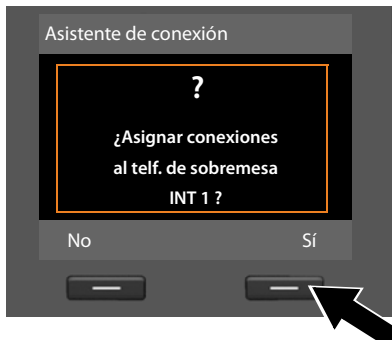 Asistente de conexión
?
¿Asignar conexiones
al telf. de sobremesa
INT 1 ?
No Sí